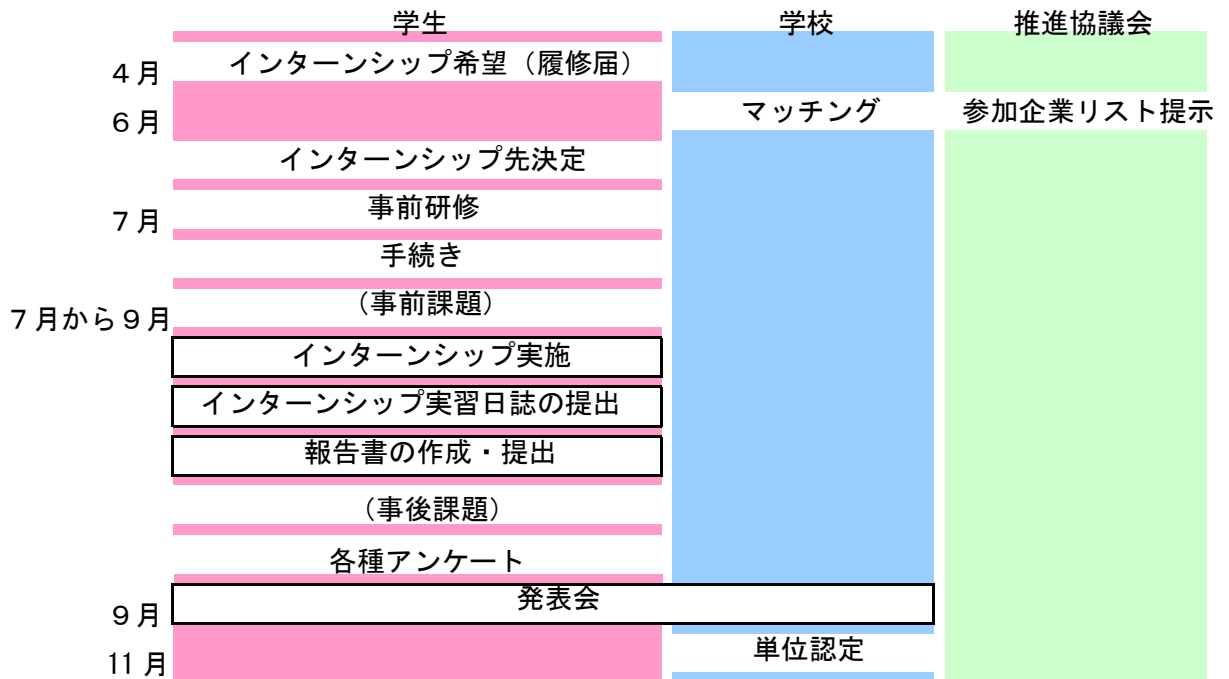 学生 学校 推進協議会
インターンシップ希望（履修届）
４月
マッチング 参加企業リスト提示
６月
インターンシップ先決定
事前研修
７月
手続き
（事前課題）
７月から９月
インターンシップ実施
インターンシップ実習日誌の提出
報告書の作成・提出
（事後課題）
各種アンケート
発表会
９月
単位認定
11月